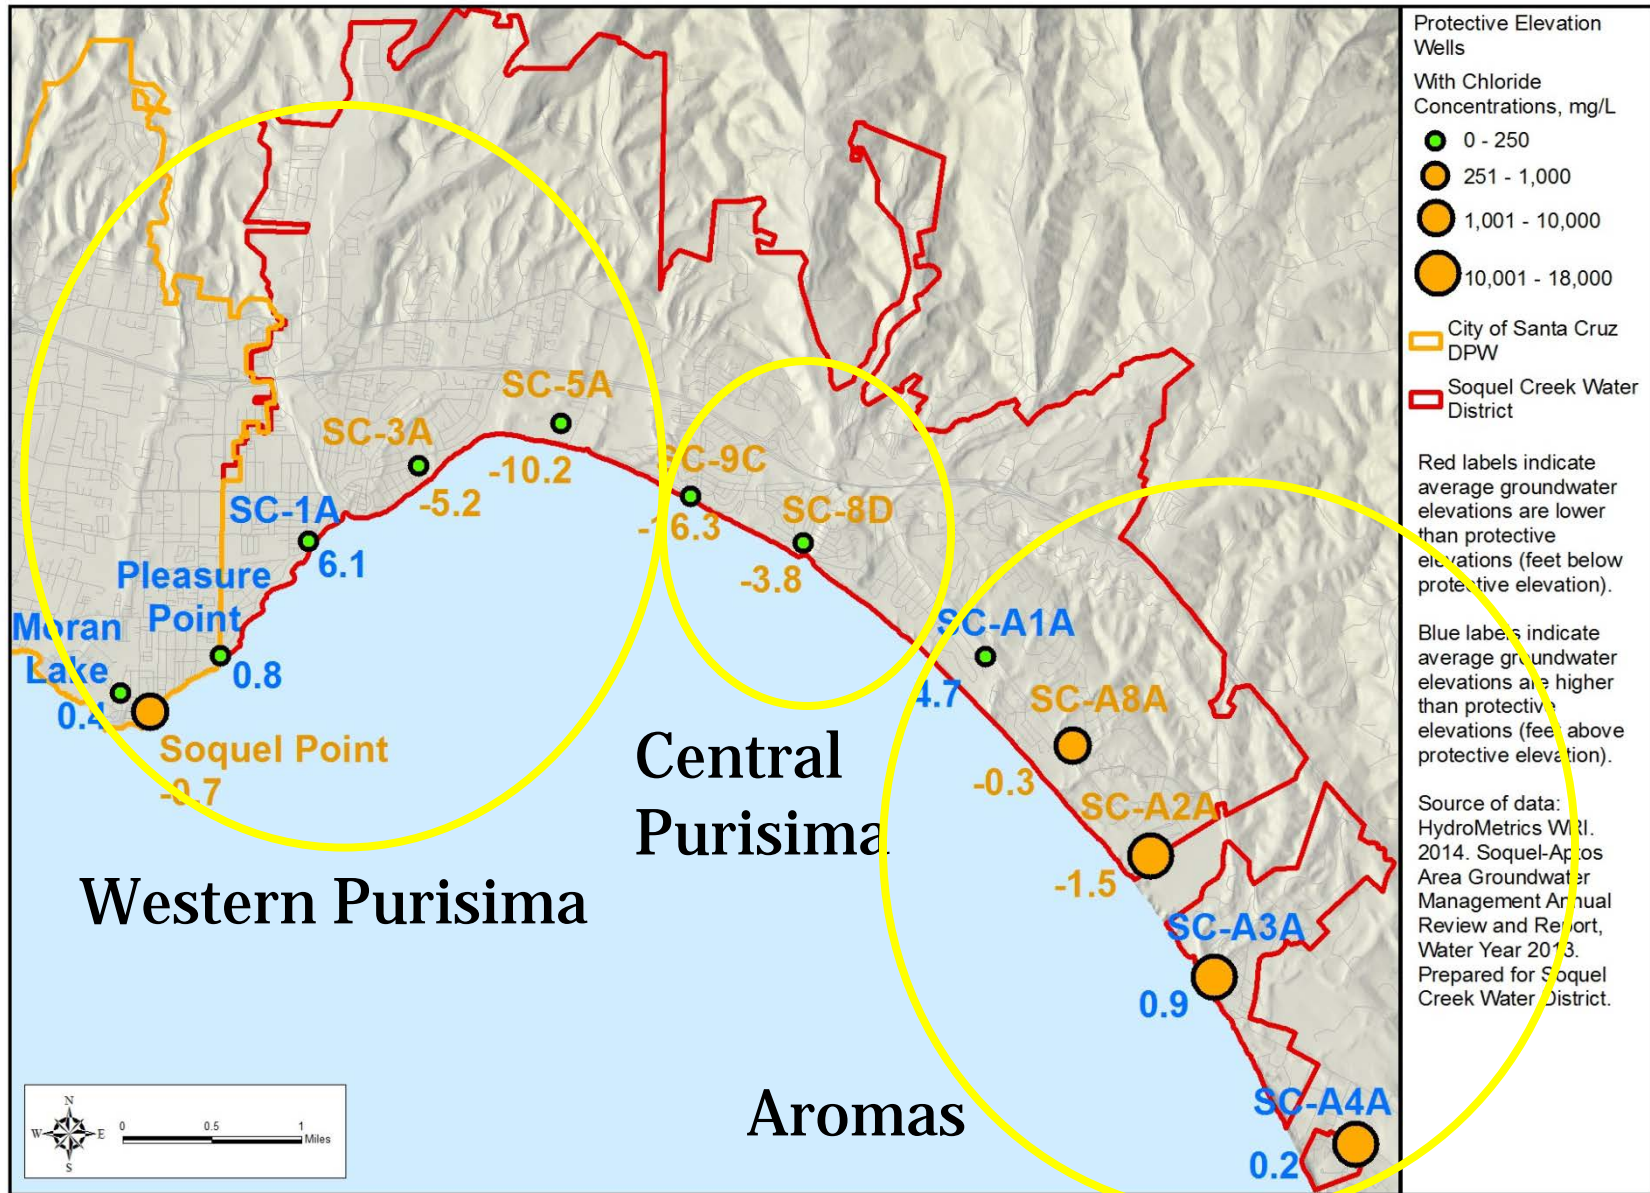 SC-5A
SC-3A
-10.2
-5.2
SC-9C
-16.3
SC-8D
-3.8
SC-1A
6.1
Pleasure
Point
0.8
Moran
Lake
0.4
Soquel Point
-0.7
SC-A1A
4.7
SC-A8A
-0.3
SC-A2A
-1.5
SC-A3A
0.9
SC-A4A
0.2
Western Purisima
Central
Purisima
Aromas
N
W
E
S
0
0.5
1
Miles
Protective Elevation
Wells
With Chloride
Concentrations, mg/L
0 - 250
251 - 1,000
1,001 - 10,000
10,001 - 18,000
City of Santa Cruz
DPW
Soquel Creek Water
District
Red labels indicate
average groundwater
elevations are lower
than protective
elevations (feet below
protective elevation).
Blue labels indicate
average groundwater
elevations are higher
than protective
elevations (feet above
protective elevation).
Source of data:
HydroMetrics WRI.
2014. Soquel-Aptos
Area Groundwater
Management Annual
Review and Report,
Water Year 2013.
Prepared for Soquel
Creek Water District.